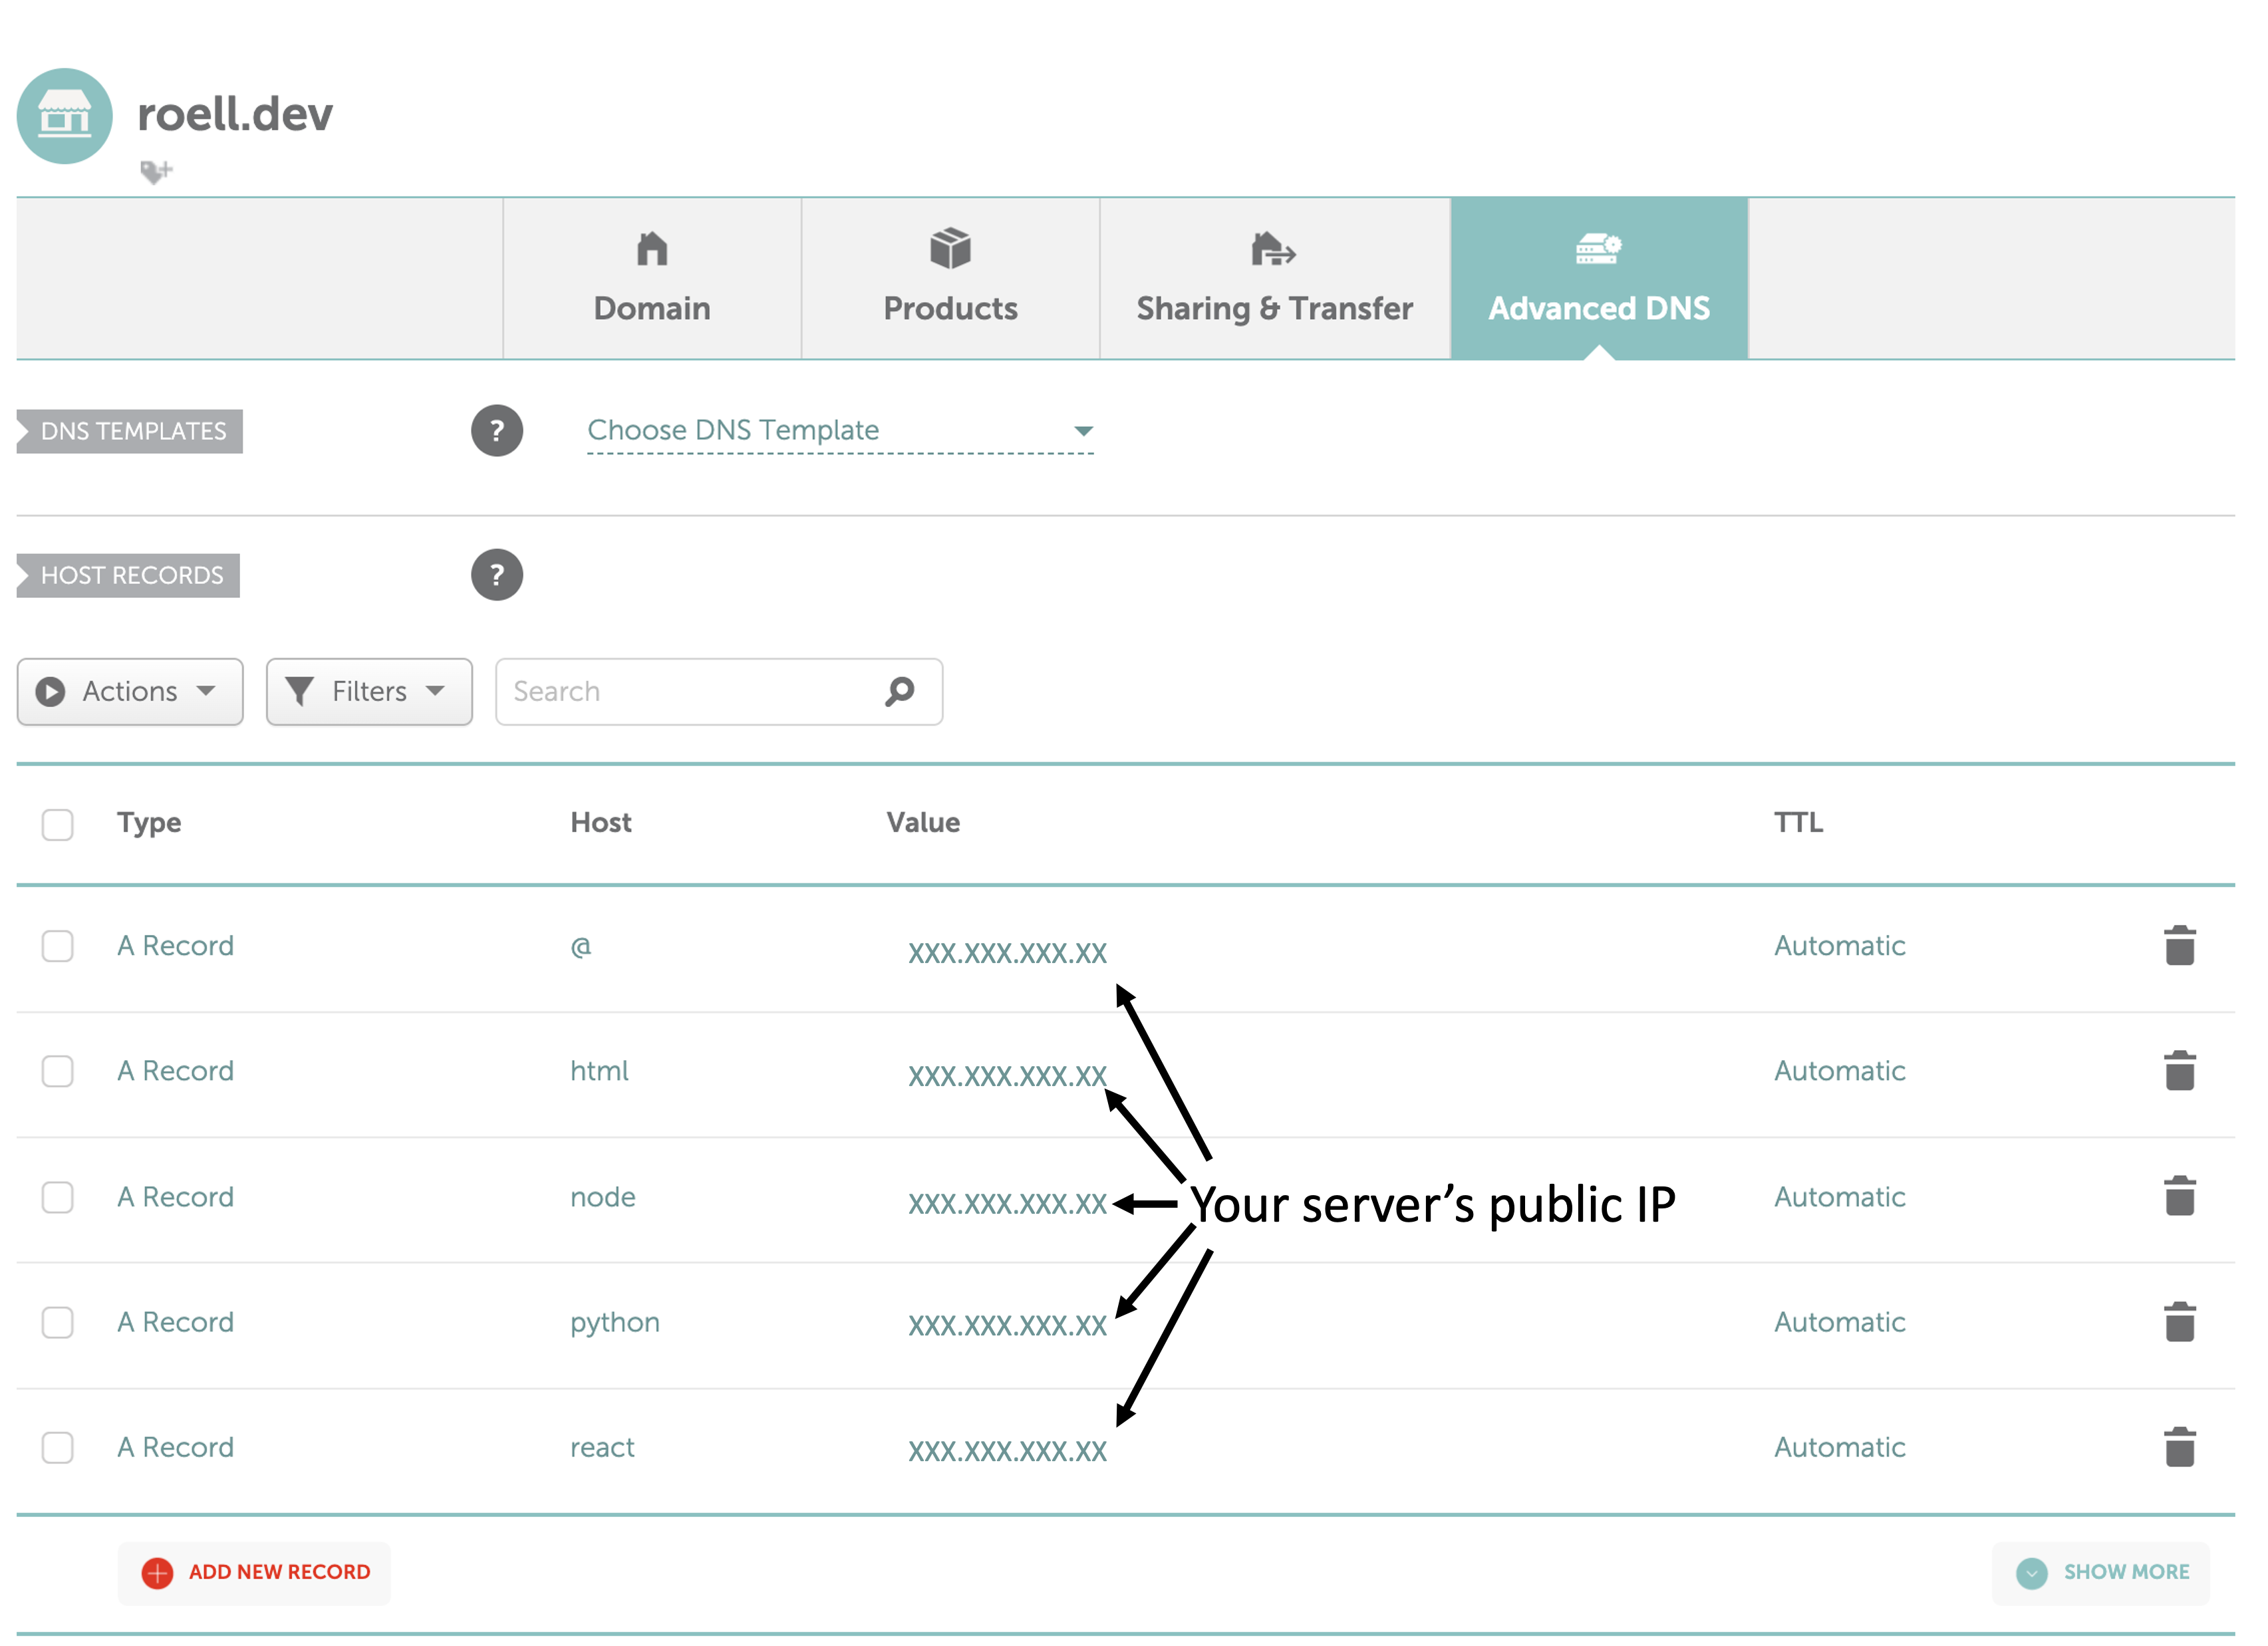 roell.dev
Domain
Products
Sharing & Transfer
Advanced DNS
DNS TEMPLATES
?
Choose DNS Template
HOST RECORDS
?
Actions
Filters
Search
Type Host Value TTL
A Record @ XXX.XXX.XXX.XX Automatic
A Record html XXX.XXX.XXX.XX Automatic
A Record node XXX.XXX.XXX.XX Automatic
Your server’s public IP
A Record python XXX.XXX.XXX.XX Automatic
A Record react XXX.XXX.XXX.XX Automatic
ADD NEW RECORD
SHOW MORE